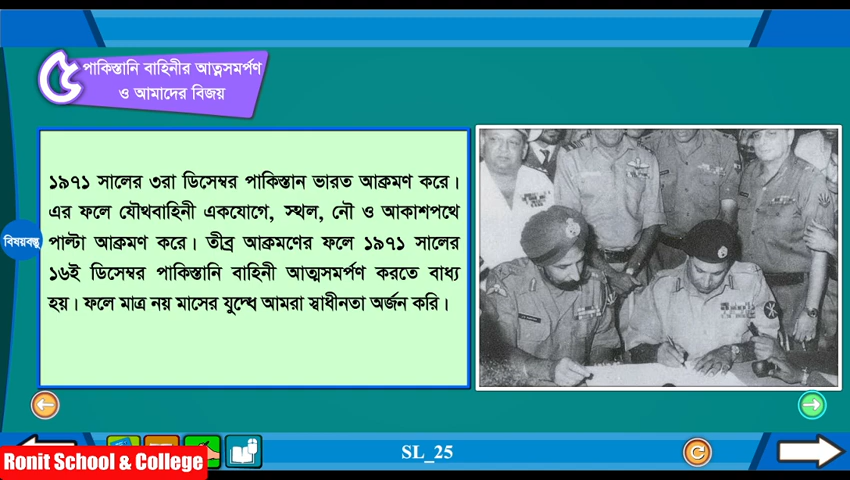 ৫
পাকিস্তানি বাহিনীর আত্নসমর্পণ
ও আমাদের বিজয়
১৯৭১ সালের ৩রা ডিসেম্বর পাকিস্তান ভারত আক্রমণ করে।
এর ফলে যৌথবাহিনী একযোগে, স্থল, নৌ ও আকাশপথে
পাল্টা আক্রমণ করে। তীব্র আক্রমণের ফলে ১৯৭১ সালের
১৬ই ডিসেম্বর পাকিস্তানি বাহিনী আত্মসমর্পণ করতে বাধ্য
হয়। ফলে মাত্র নয় মাসের যুদ্ধে আমরা স্বাধীনতা অর্জন করি।
বিষয়বস্তু
SL_25
Ronit School & College